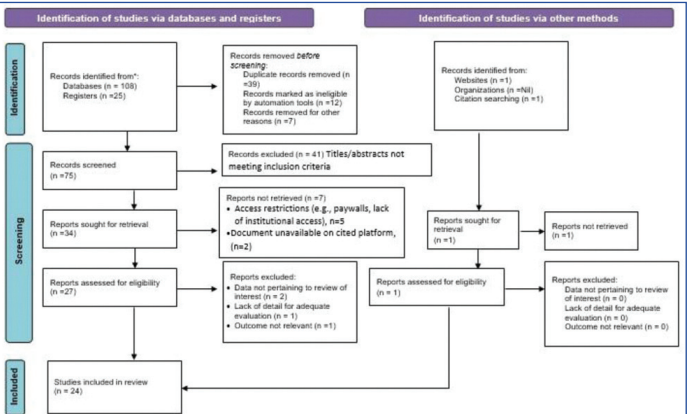 Identification of studies via databases and registers
Identification of studies via other methods
Identification
Records identified from*:
Databases (n = 108)
Registers (n =25)
Records removed before
screening:
Duplicate records removed (n
=39)
Records marked as ineligible
by automation tools (n =12)
Records removed for other
reasons (n =7)
Records identified from:
Websites (n =1)
Organizations (n =Nil)
Citation searching (n =1)
Screening
Records screened
(n =75)
Records excluded (n = 41) Titles/abstracts not
meeting inclusion criteria
Reports sought for retrieval
(n =34)
Reports not retrieved (n =7)
• Access restrictions (e.g., paywalls, lack
of institutional access), n=5
•Document unavailable on cited platform,
(n=2)
Reports sought for
retrieval
(n =1)
Reports not retrieved
(n =1)
Reports assessed for eligibility
(n =27)
Reports excluded:
• Data not pertaining to review of
interest (n = 2)
• Lack of detail for adequate
evaluation (n = 1)
• Outcome not relevant (n =1)
Reports assessed for eligibility
(n = 1)
Reports excluded:
Data not pertaining to review
of interest (n = 0)
Lack of detail for adequate
evaluation (n = 0)
Outcome not relevant (n = 0)
Included
Studies included in review
(n = 24)